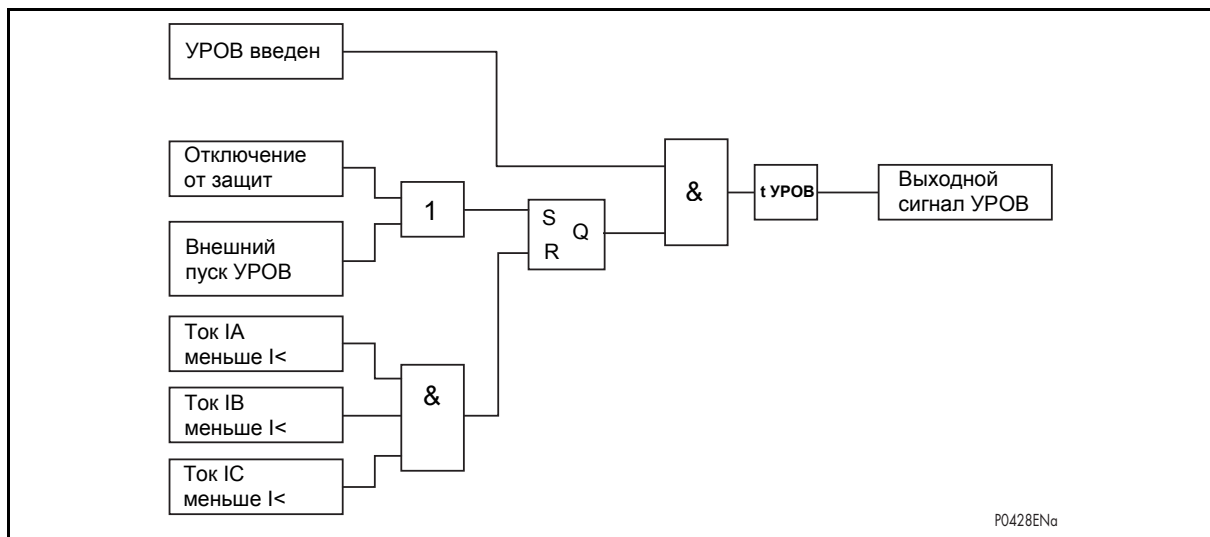 УРОВ введен
Отключение
от защит
Внешний
пуск УРОВ
1
S
Q
R
&
t УРОВ
Выходной
сигнал УРОВ
Ток IA
меньше I<
Ток IB
меньше I<
Ток IC
меньше I<
&
P0428ENa